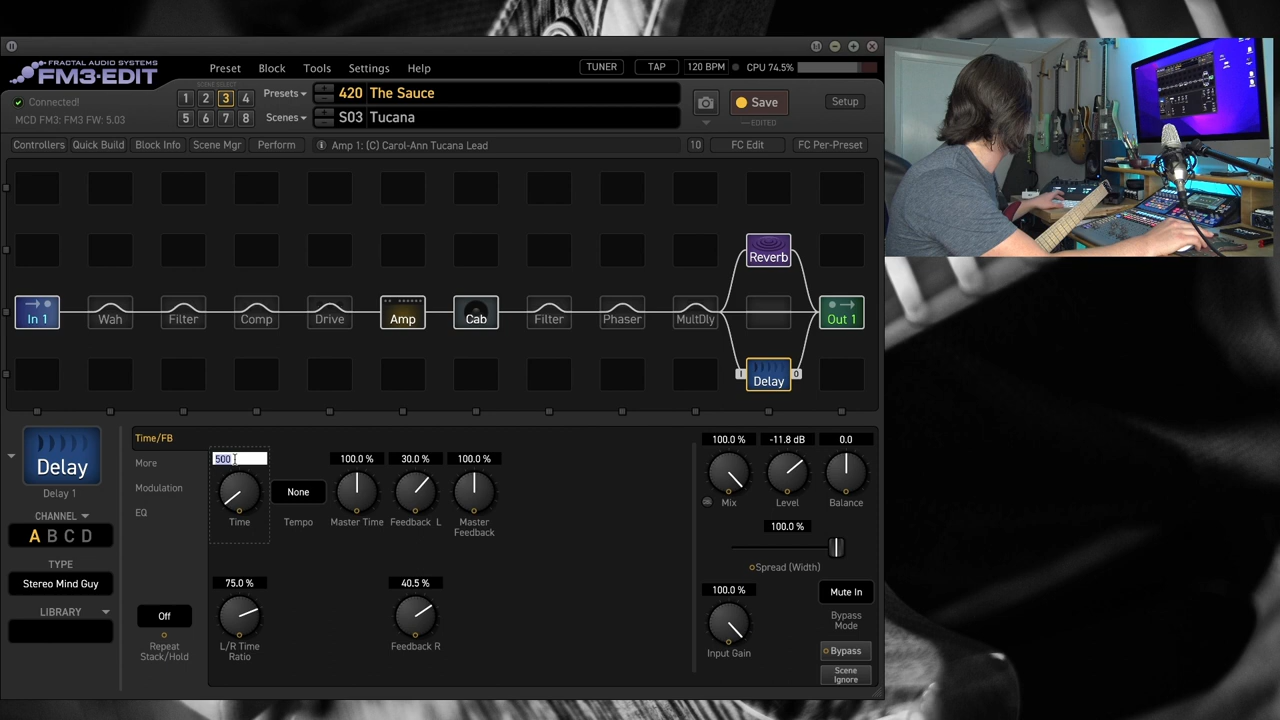 FRACTAL AUDIO SYSTEMS
FM3-EDIT
Preset Block Tools Settings Help
TUNER TAP 120 BPM CPU 74.5%
Connected!
MCD FM3: FM3 FW: 5.03
SCENE SELECT
1 2 3 4
5 6 7 8
Presets 420 The Sauce
Scenes S03 Tucana
Save
EDITED
Setup
Controllers Quick Build Block Info Scene Mgr Perform Amp 1: (C) Carol-Ann Tucana Lead 10 FC Edit FC Per-Preset
Reverb
In 1 Wah Filter Comp Drive Amp Cab Filter Phaser MultDly Out 1
I Delay O
Delay
Delay 1
CHANNEL
A B C D
TYPE
Stereo Mind Guy
LIBRARY
Time/FB
More
Modulation
EQ
Off
Repeat
Stack/Hold
500 100.0 % 30.0 % 100.0 %
None
Time Tempo Master Time Feedback L Master
Feedback
75.0 % 40.5 %
L/R Time
Ratio
Feedback R
100.0 % -11.8 dB 0.0
Mix Level Balance
100.0 %
Spread (Width)
100.0 %
Input Gain
Mute In
Bypass
Mode
Bypass
Scene
Ignore